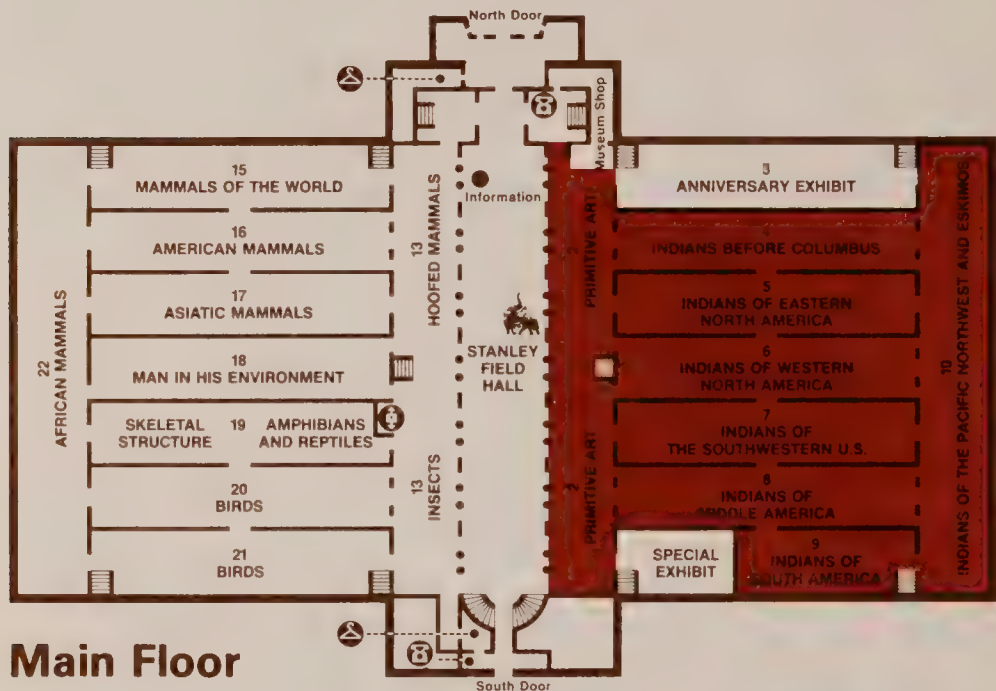 North Door
Museum Shop
15
MAMMALS OF THE WORLD
16
AMERICAN MAMMALS
17
ASIATIC MAMMALS
18
MAN IN HIS ENVIRONMENT
SKELETAL
STRUCTURE
19
AMPHIBIANS
AND REPTILES
20
BIRDS
21
BIRDS
22
AFRICAN MAMMALS
13
HOOFED MAMMALS
13
INSECTS
Information
STANLEY
FIELD
HALL
2
PRIMITIVE ART
2
PRIMITIVE ART
3
ANNIVERSARY EXHIBIT
4
INDIANS BEFORE COLUMBUS
5
INDIANS OF EASTERN
NORTH AMERICA
6
INDIANS OF WESTERN
NORTH AMERICA
7
INDIANS OF
THE SOUTHWESTERN U.S.
8
INDIANS OF
MIDDLE AMERICA
SPECIAL
EXHIBIT
9
INDIANS OF
SOUTH AMERICA
10
INDIANS OF THE PACIFIC NORTHWEST AND ESKIMOS
Main Floor
South Door